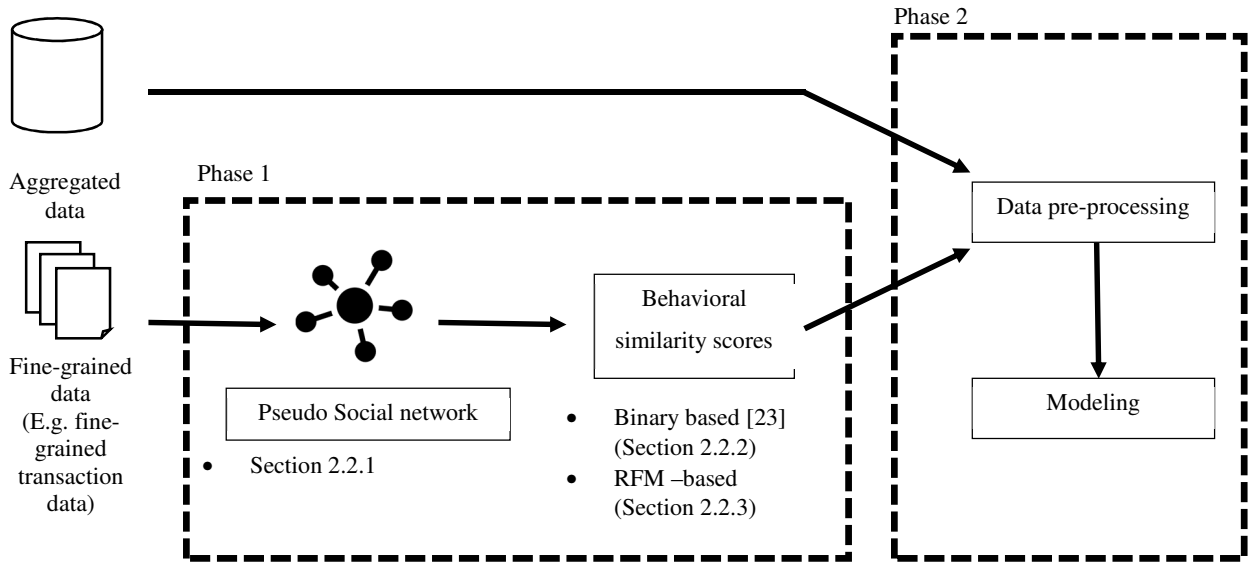 Phase 2
Aggregated
data
Phase 1
Data pre-processing
Behavioral
similarity scores
Fine-grained
data
(E.g. fine-
grained
transaction
data)
Pseudo Social network
• Section 2.2.1
• Binary based [23]
(Section 2.2.2)
• RFM –based
(Section 2.2.3)
Modeling